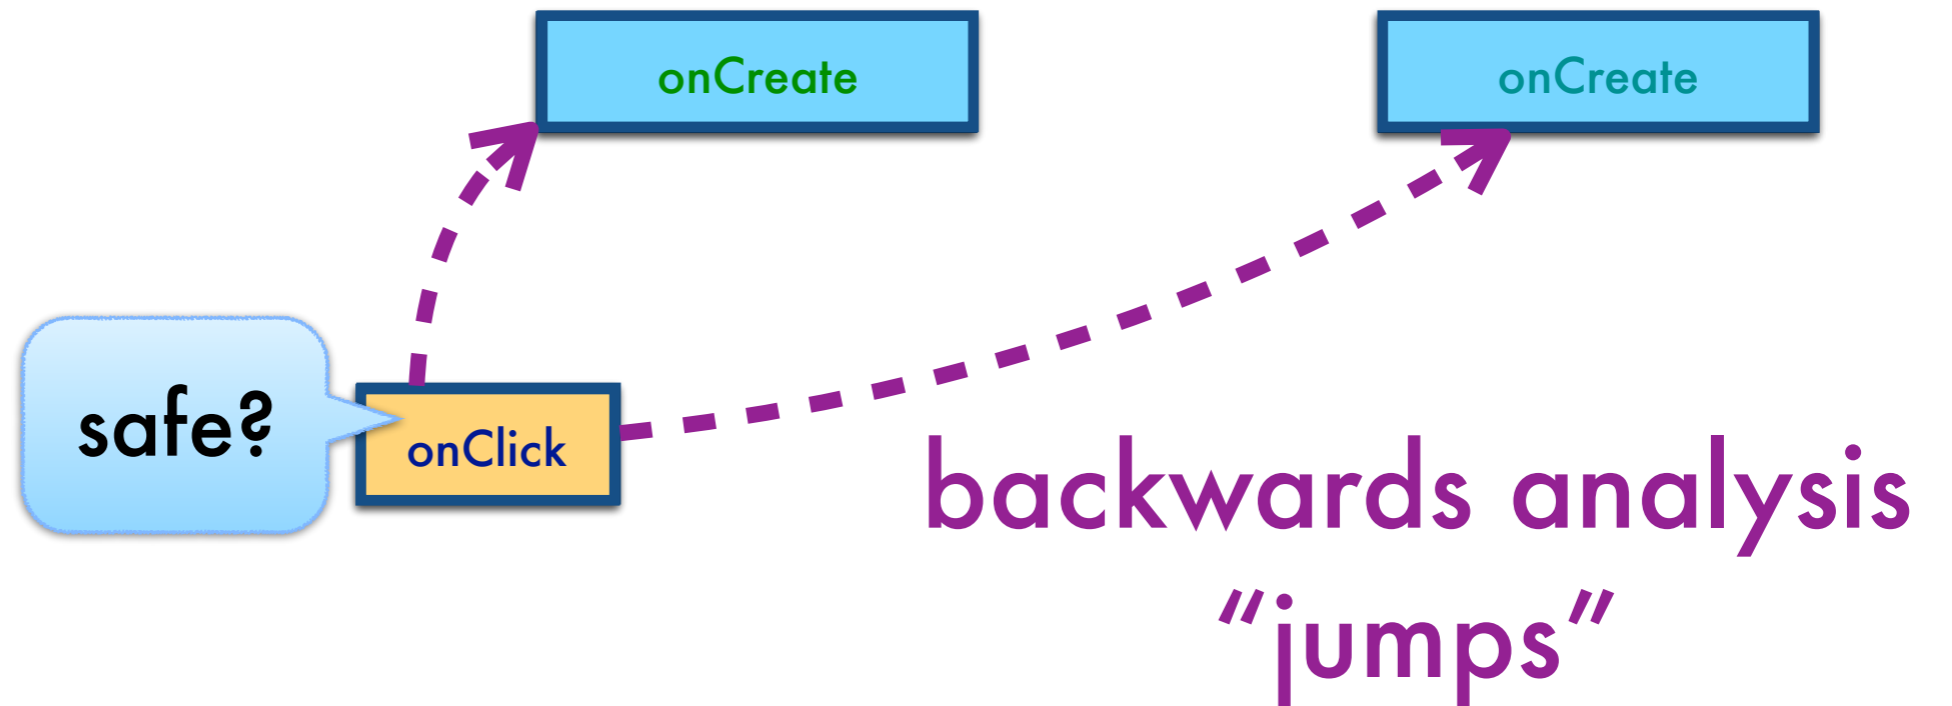 onCreate
onCreate
safe?
onClick
backwards analysis
“jumps”